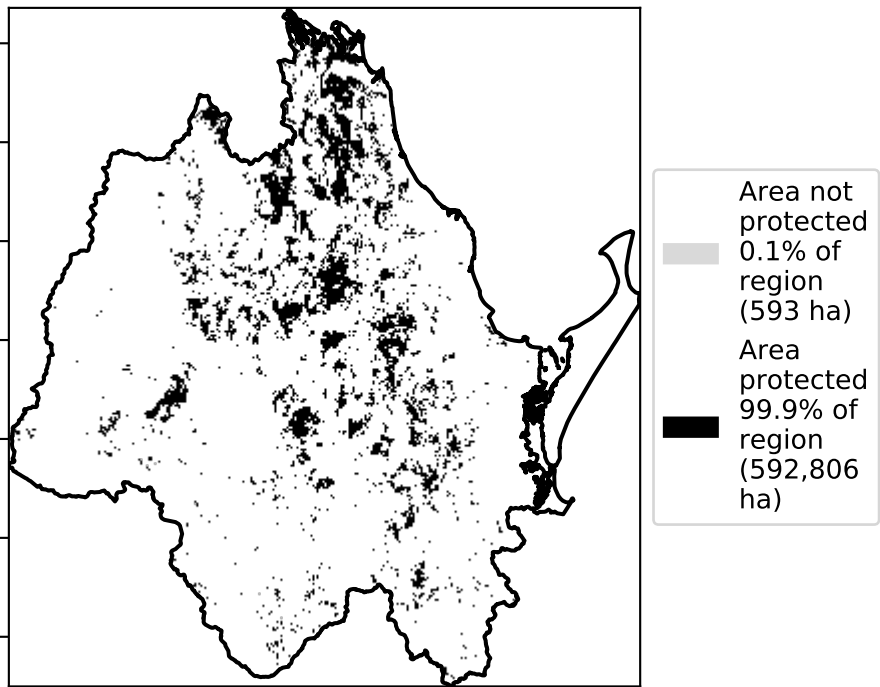 Area not
protected
0.1% of
region
(593 ha)
Area
protected
99.9% of
region
(592,806
ha)